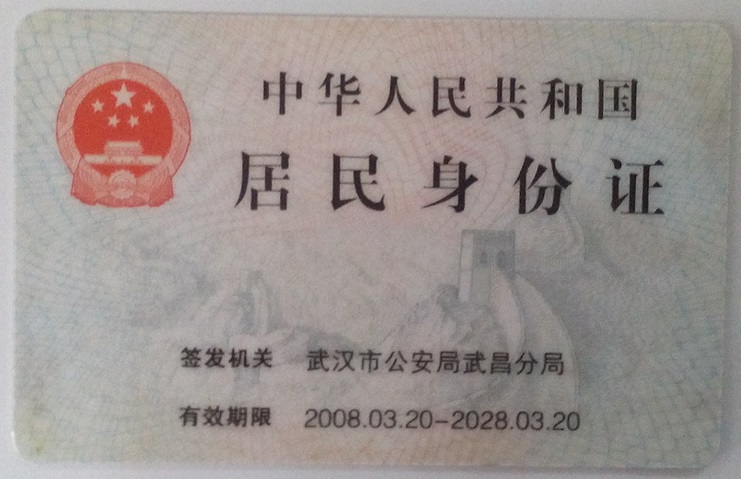 中华人民共和国
居民身份证
签发机关 武汉市公安局武昌分局
有效期限 2008.03.20-2028.03.20